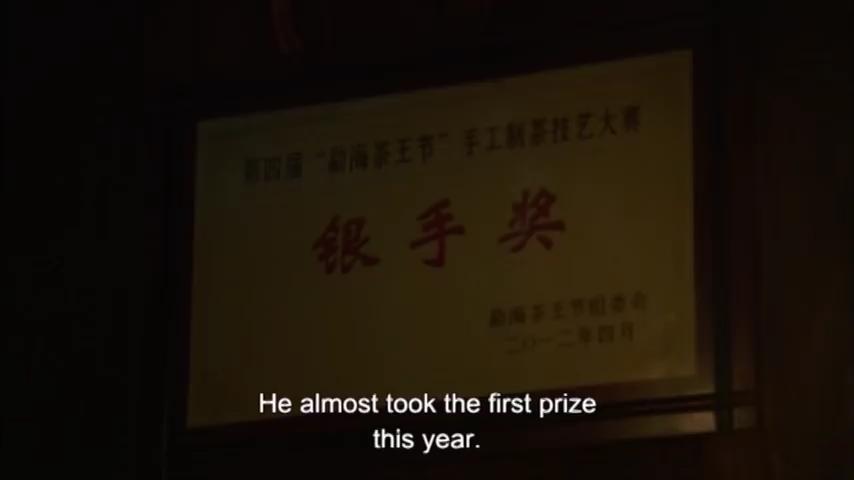 第四届“勐海茶王节”手工制茶技艺大赛
银手奖
勐海茶王节组委会
二〇一二年四月
He almost took the first prize
this year.